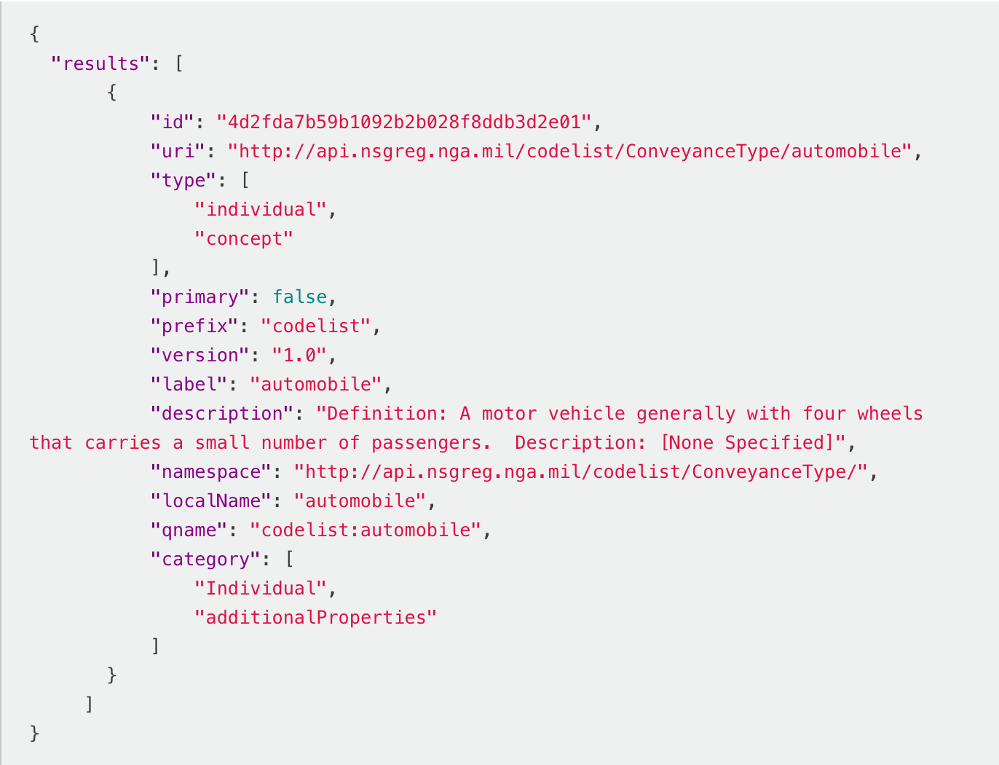 {
  "results": [
       {
           "id": "4d2fda7b59b1092b2b028f8ddb3d2e01",
           "uri": "http://api.nsgreg.nga.mil/codelist/ConveyanceType/automobile",
           "type": [
               "individual",
               "concept"
           ],
           "primary": false,
           "prefix": "codelist",
           "version": "1.0",
           "label": "automobile",
           "description": "Definition: A motor vehicle generally with four wheels
that carries a small number of passengers.  Description: [None Specified]",
           "namespace": "http://api.nsgreg.nga.mil/codelist/ConveyanceType/",
           "localName": "automobile",
           "qname": "codelist:automobile",
           "category": [
               "Individual",
               "additionalProperties"
           ]
       }
     ]
}